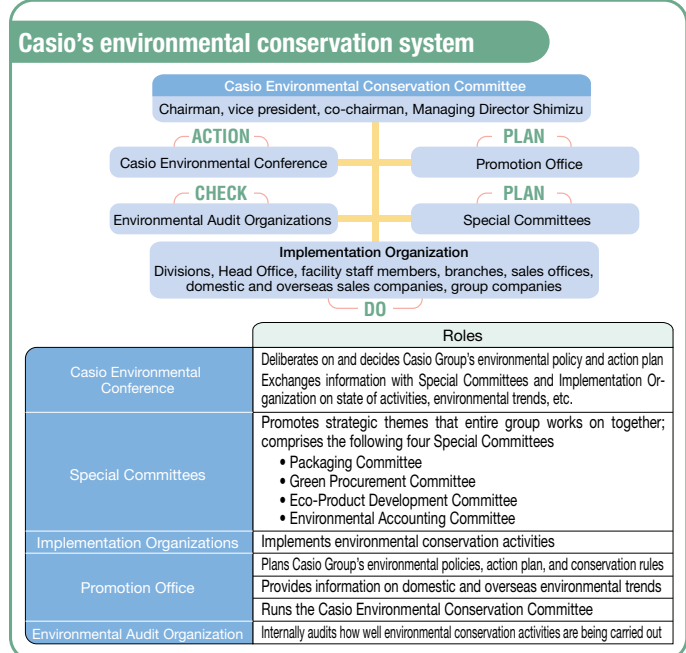 Casio's environmental conservation system
Casio Environmental Conservation Committee
Chairman, vice president, co-chairman, Managing Director Shimizu
ACTION
PLAN
Casio Environmental Conference
Promotion Office
CHECK
PLAN
Environmental Audit Organizations
Special Committees
Implementation Organization
Divisions, Head Office, facility staff members, branches, sales offices,
domestic and overseas sales companies, group companies
DO
Roles
Casio Environmental
Conference
Deliberates on and decides Casio Group's environmental policy and action plan
Exchanges information with Special Committees and Implementation Or-
ganization on state of activities, environmental trends, etc.
Special Committees
Promotes strategic themes that entire group works on together;
comprises the following four Special Committees
• Packaging Committee
• Green Procurement Committee
• Eco-Product Development Committee
• Environmental Accounting Committee
Implementation Organizations
Implements environmental conservation activities
Promotion Office
Plans Casio Group's environmental policies, action plan, and conservation rules
Provides information on domestic and overseas environmental trends
Runs the Casio Environmental Conservation Committee
Environmental Audit Organization
Internally audits how well environmental conservation activities are being carried out